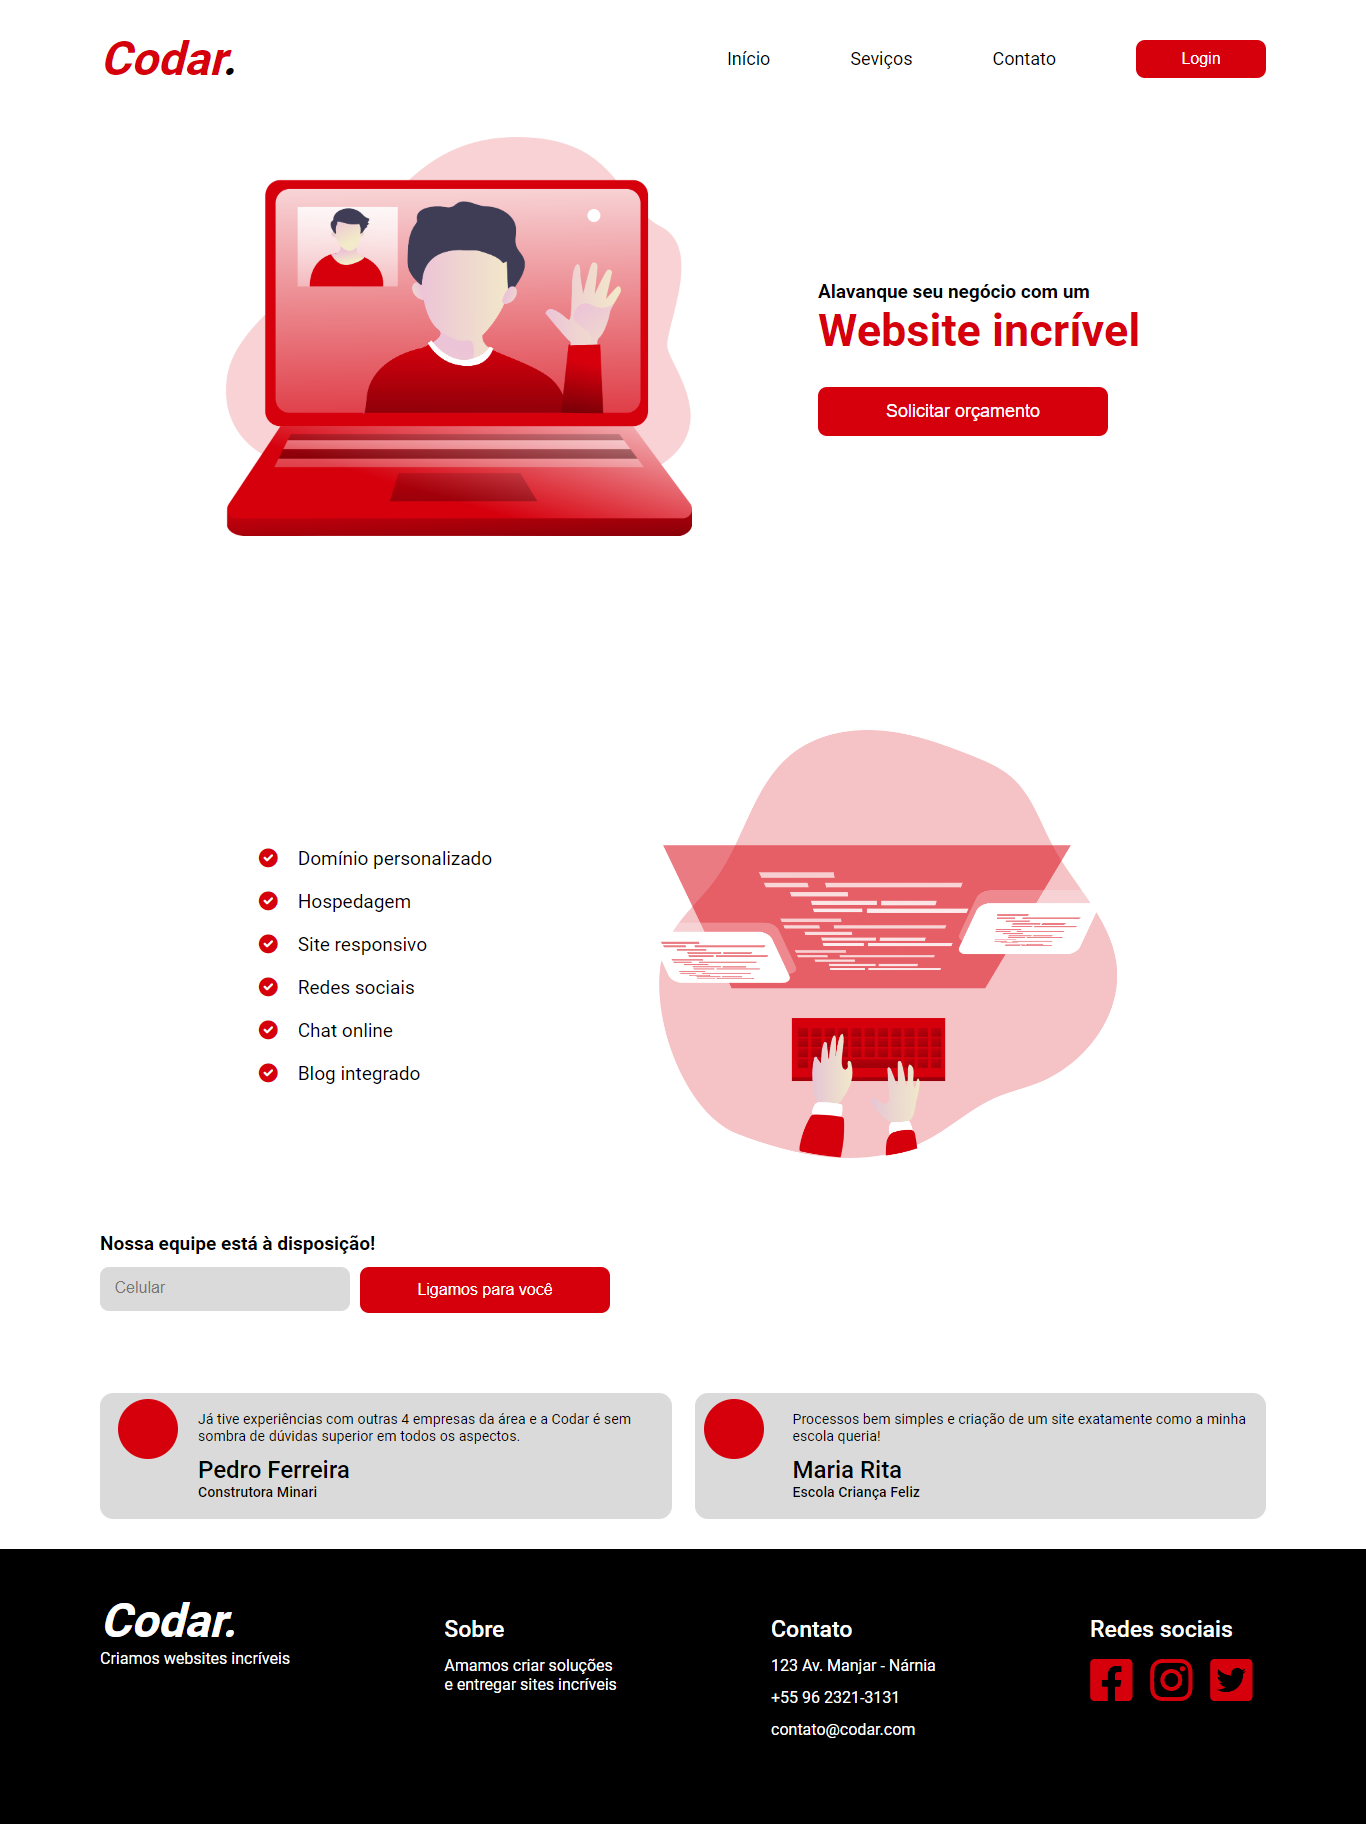 Codar.
Início
Seviços
Contato
Login
Alavanque seu negócio com um
Website incrível
Solicitar orçamento
Domínio personalizado
Hospedagem
Site responsivo
Redes sociais
Chat online
Blog integrado
Nossa equipe está à disposição!
Celular
Ligamos para você
Já tive experiências com outras 4 empresas da área e a Codar é sem
sombra de dúvidas superior em todos os aspectos.
Pedro Ferreira
Construtora Minari
Processos bem simples e criação de um site exatamente como a minha
escola queria!
Maria Rita
Escola Criança Feliz
Codar.
Criamos websites incríveis
Sobre
Amamos criar soluções
e entregar sites incríveis
Contato
123 Av. Manjar - Nárnia
+55 96 2321-3131
contato@codar.com
Redes sociais